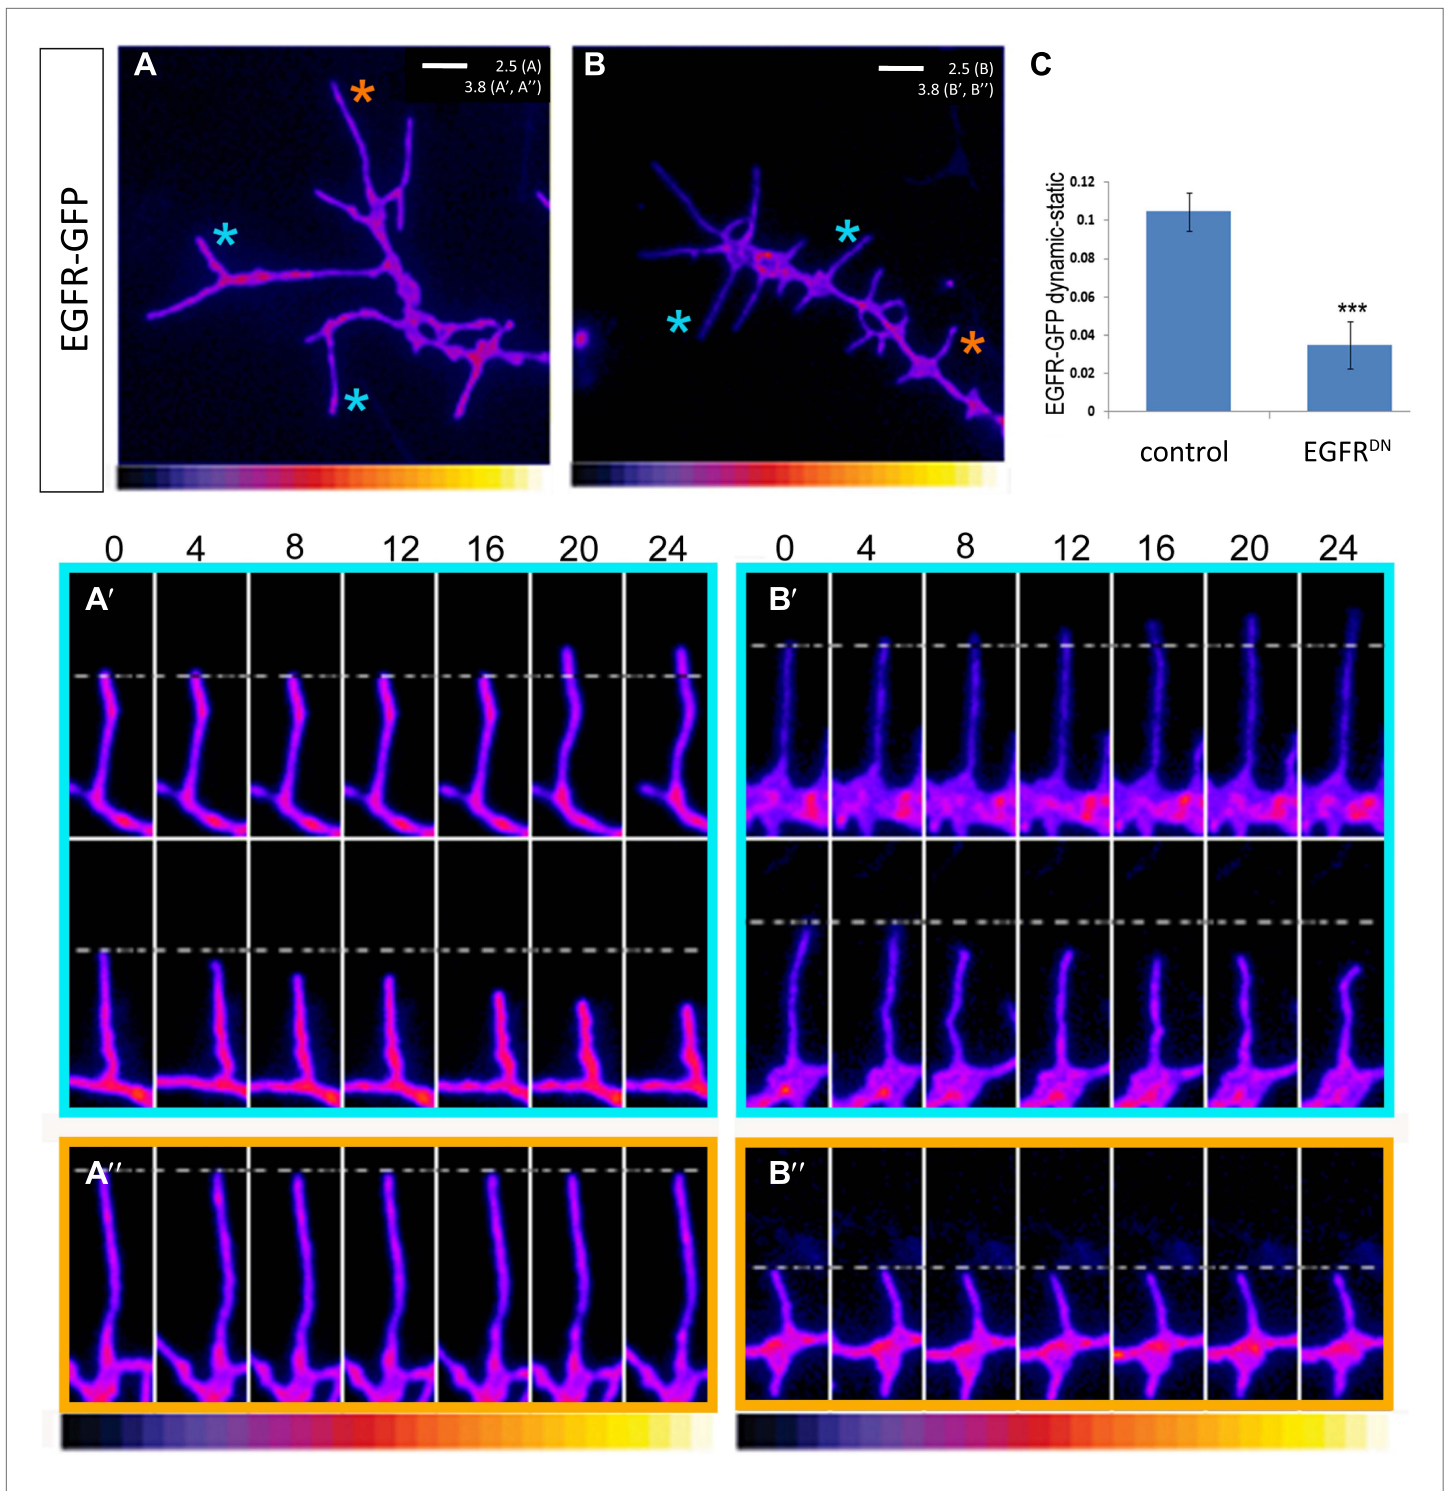 EGFR-GFP
A
2.5 (A)
3.8 (A′, A′′)
B
2.5 (B)
3.8 (B′, B′′)
C
EGFR-GFP dynamic-static
0.12
0.1
0.08
0.06
0.04
0.02
0
***
control
EGFRᴰᴺ
0 4 8 12 16 20 24
0 4 8 12 16 20 24
A′
B′
A′′
B′′